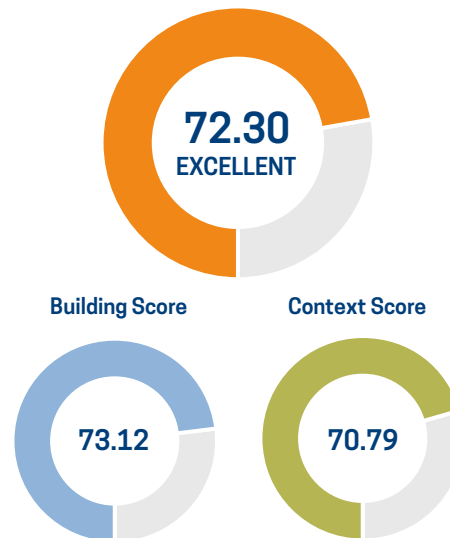 72.30
EXCELLENT
Building Score
Context Score
73.12
70.79